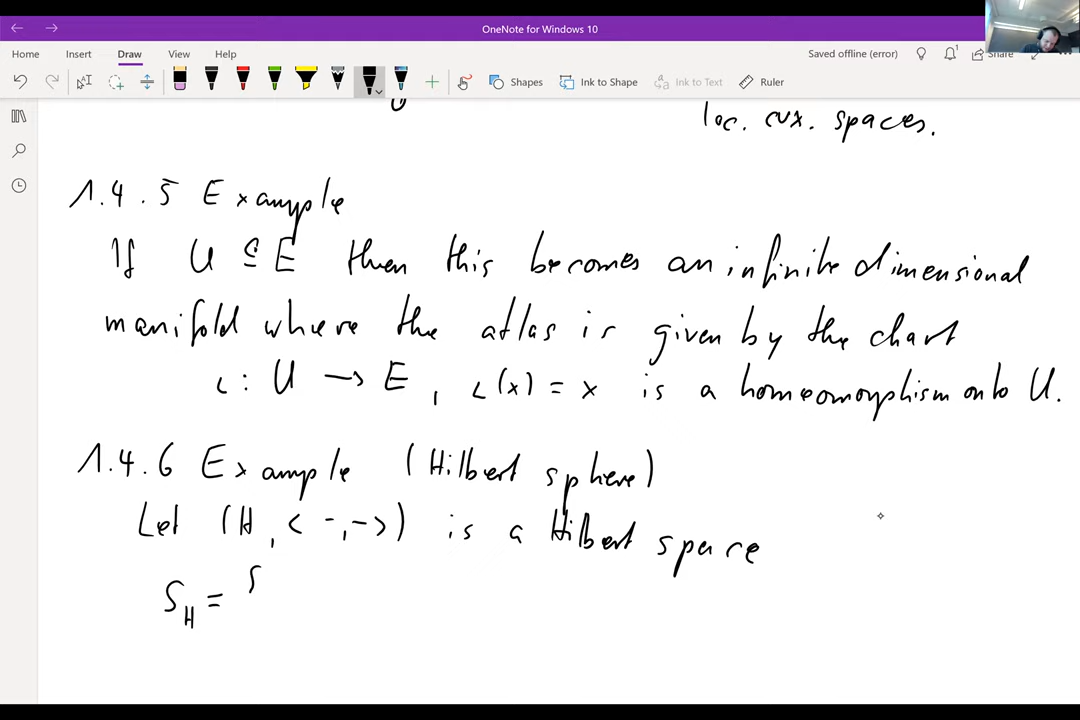 OneNote for Windows 10
Home Insert Draw View Help Saved offline (error) Share
Shapes Ink to Shape Ink to Text Ruler
loc. cvx. spaces.
1.4.5 Example
If U ⊆ E then this becomes an infinite dimensional
manifold where the atlas is given by the chart
ι : U → E , ι(x) = x is a homeomorphism onto U.
1.4.6 Example (Hilbert sphere)
Let (H, < -, - >) is a Hilbert space
S_H =